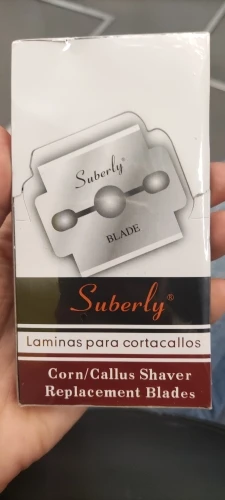 Suberly®
BLADE
Suberly®
Laminas para cortacallos
Corn/Callus Shaver
Replacement Blades